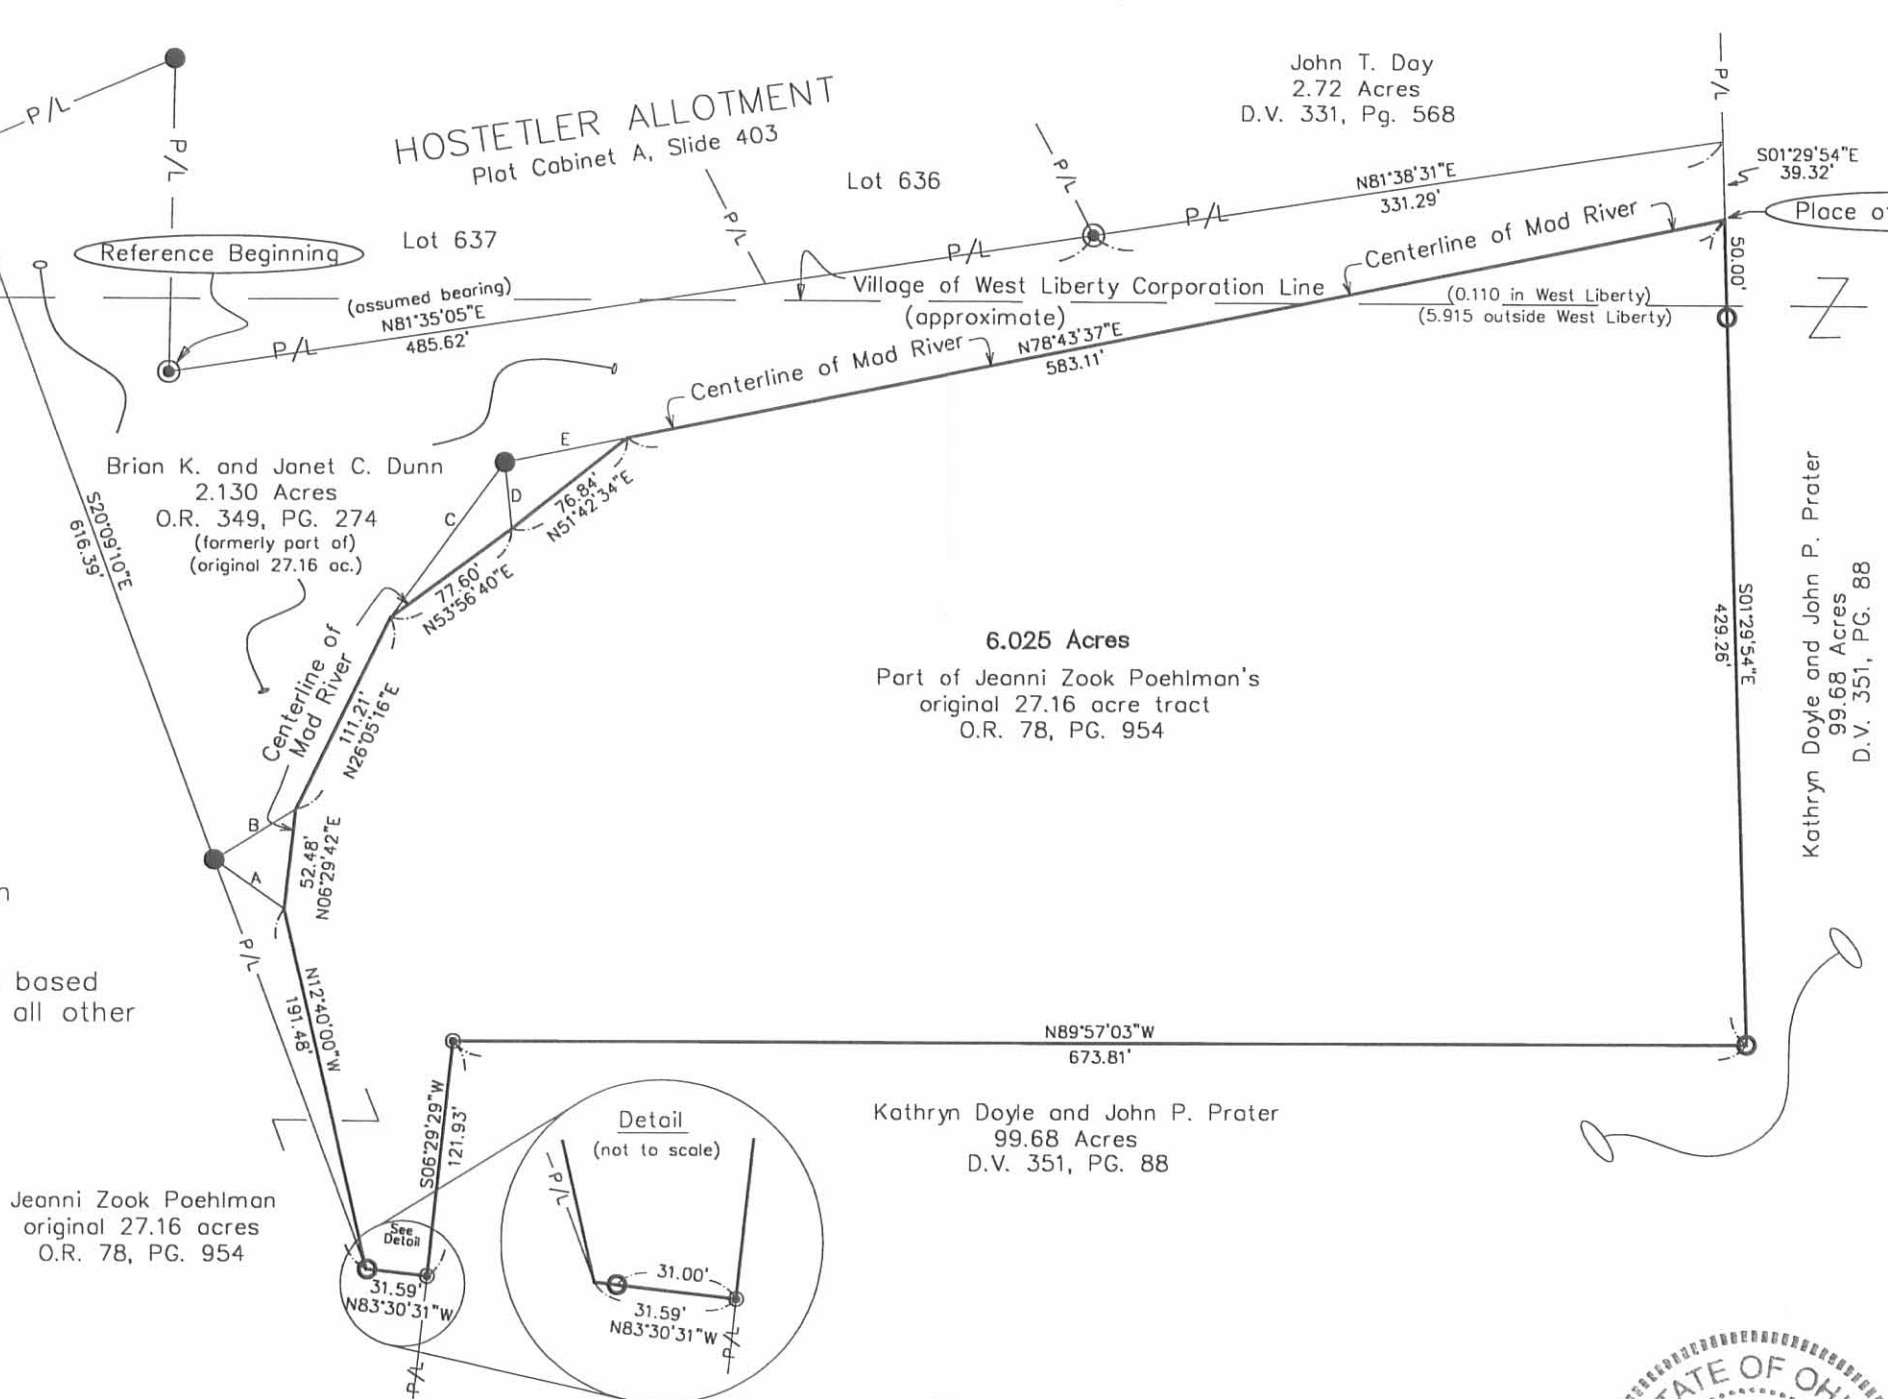 John T. Day
2.72 Acres
D.V. 331, Pg. 568
P/L
P/L
P/L
HOSTETLER ALLOTMENT
Plat Cabinet A, Slide 403
Lot 636
P/L
P/L
P/L
P/L
N81°38'31"E
331.29'
S01°29'54"E
39.32'
Place o
Centerline of Mad River
50.00'
Reference Beginning
Lot 637
(assumed bearing)
N81°35'05"E
485.62'
P/L
Village of West Liberty Corporation Line
(approximate)
(0.110 in West Liberty)
(5.915 outside West Liberty)
Z
Centerline of Mad River
N78°43'37"E
583.11'
E
D
C
76.84'
N51°42'34"E
Brian K. and Janet C. Dunn
2.130 Acres
O.R. 349, PG. 274
(formerly part of)
(original 27.16 ac.)
S20°09'10"E
616.39'
77.60'
N53°56'40"E
Centerline of
Mad River
111.21'
N26°05'16"E
6.025 Acres
Part of Jeanni Zook Poehlman's
original 27.16 acre tract
O.R. 78, PG. 954
S01°29'54"E
429.26'
Kathryn Doyle and John P. Prater
99.68 Acres
D.V. 351, PG. 88
B
A
52.48'
N06°29'42"E
n
based
all other
P/L
N12°40'00"W
191.48'
N89°57'03"W
673.81'
S06°29'29"W
121.93'
Kathryn Doyle and John P. Prater
99.68 Acres
D.V. 351, PG. 88
Jeanni Zook Poehlman
original 27.16 acres
O.R. 78, PG. 954
See
Detail
31.59'
N83°30'31"W
P/L
Detail
(not to scale)
P/L
31.00'
31.59'
N83°30'31"W
P/L
ATE OF OH